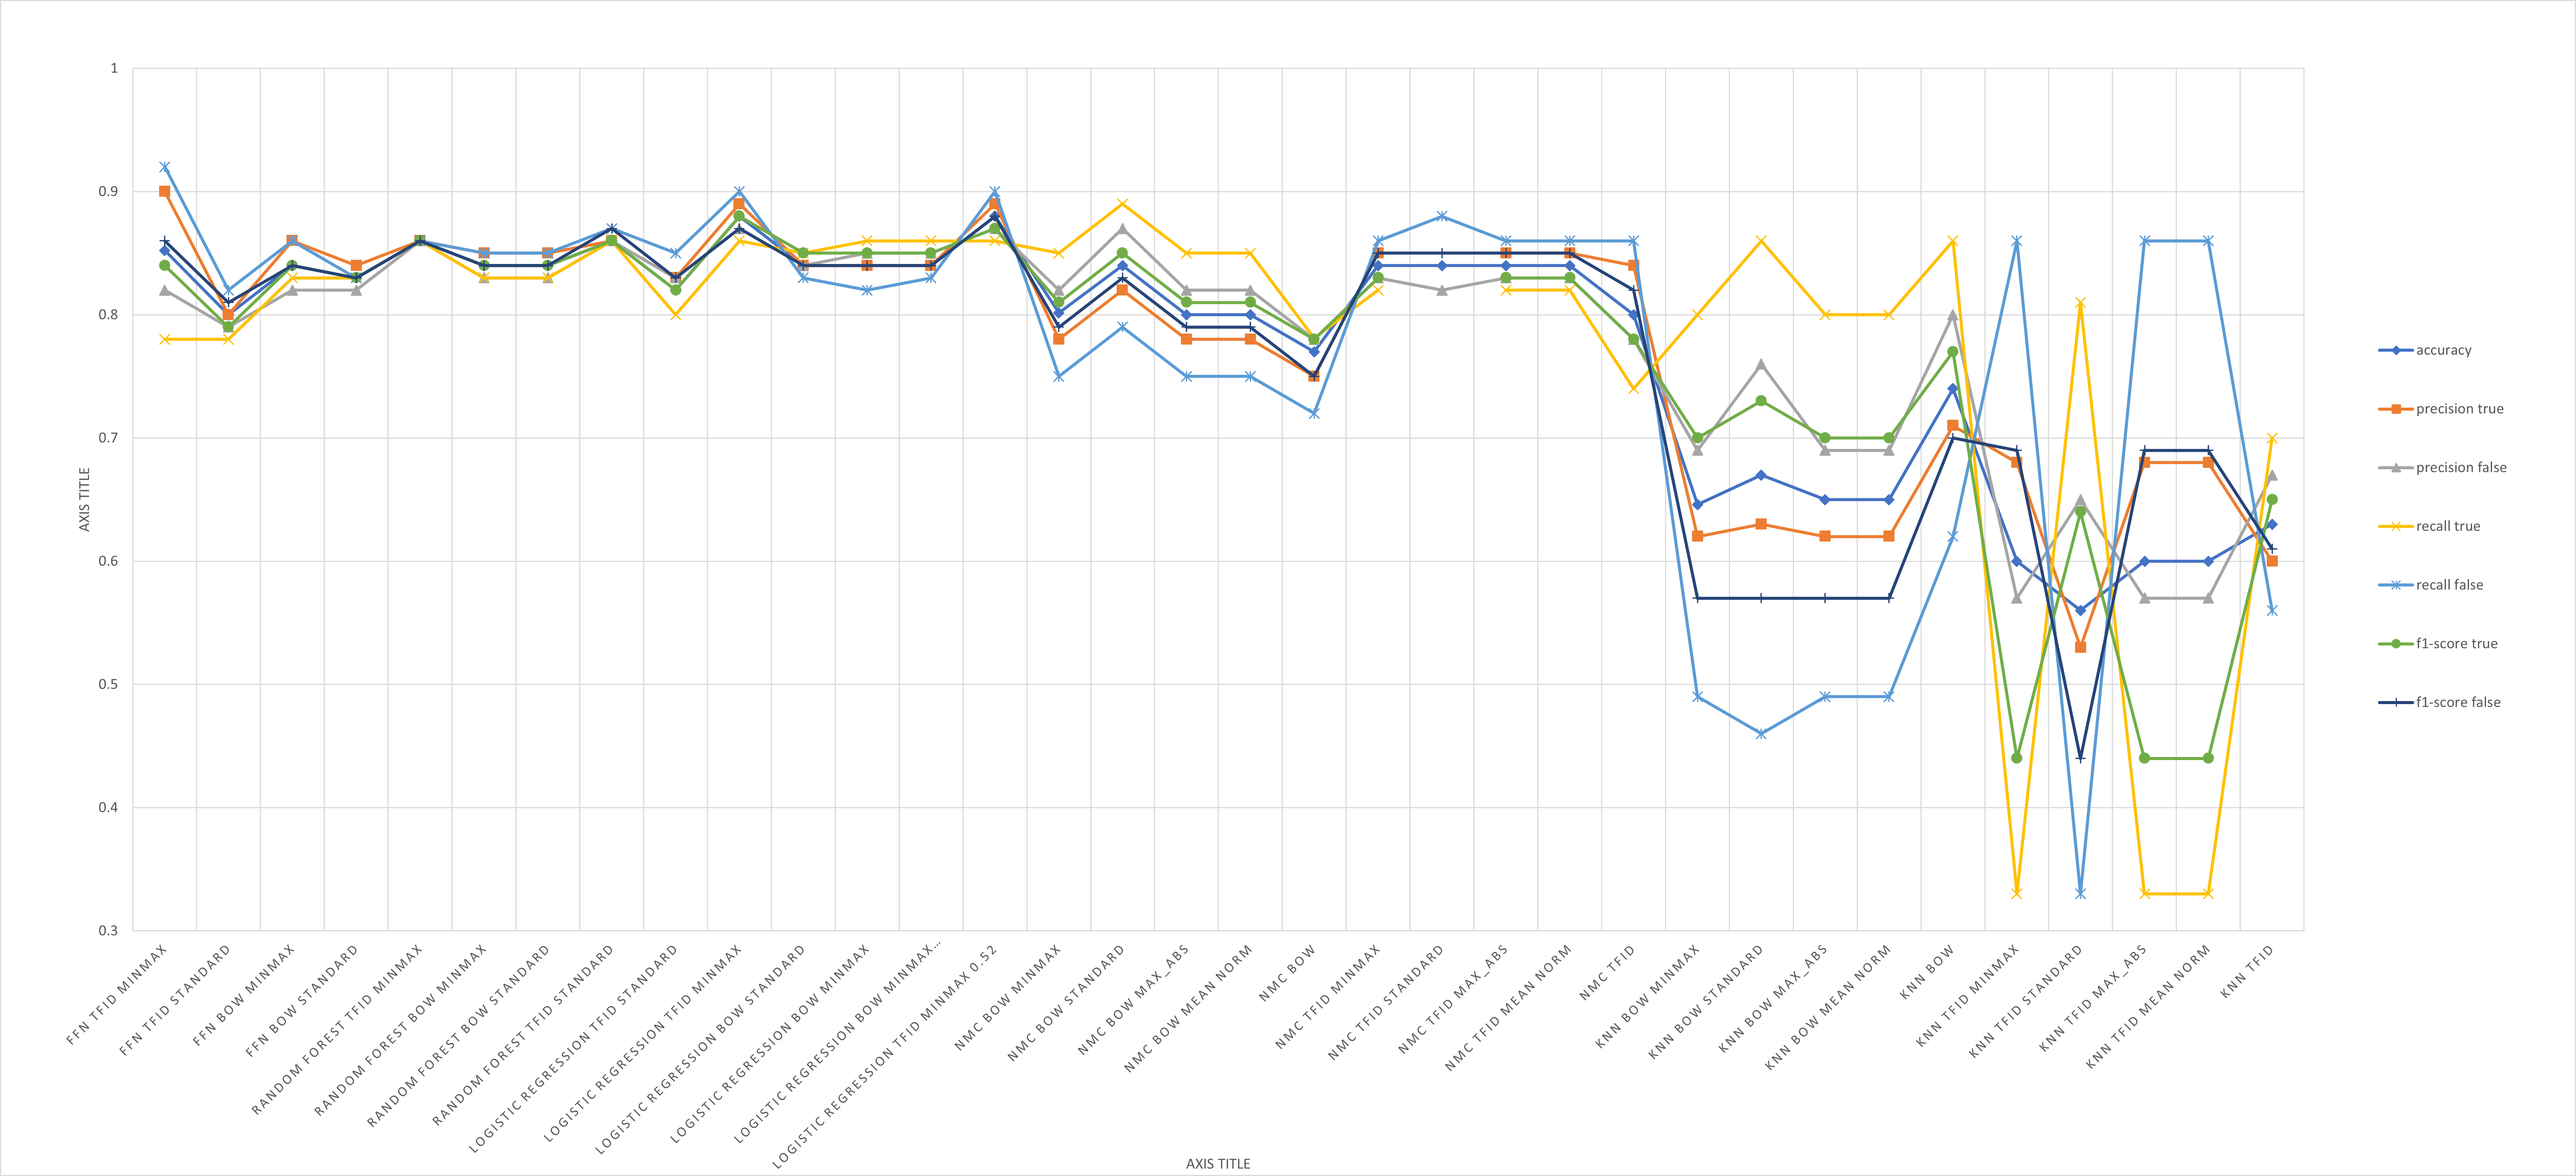 1
0.9
0.8
0.7
0.6
0.5
0.4
0.3
AXIS TITLE
FFN TFID MINMAX
FFN TFID STANDARD
FFN BOW MINMAX
FFN BOW STANDARD
RANDOM FOREST TFID MINMAX
RANDOM FOREST BOW MINMAX
RANDOM FOREST BOW STANDARD
RANDOM FOREST TFID STANDARD
LOGISTIC REGRESSION TFID STANDARD
LOGISTIC REGRESSION TFID MINMAX
LOGISTIC REGRESSION BOW STANDARD
LOGISTIC REGRESSION BOW MINMAX
LOGISTIC REGRESSION BOW MINMAX…
LOGISTIC REGRESSION TFID MINMAX 0.52
NMC BOW MINMAX
NMC BOW STANDARD
NMC BOW MAX_ABS
NMC BOW MEAN NORM
NMC BOW
NMC TFID MINMAX
NMC TFID STANDARD
NMC TFID MAX_ABS
NMC TFID MEAN NORM
NMC TFID
KNN BOW MINMAX
KNN BOW STANDARD
KNN BOW MAX_ABS
KNN BOW MEAN NORM
KNN BOW
KNN TFID MINMAX
KNN TFID STANDARD
KNN TFID MAX_ABS
KNN TFID MEAN NORM
KNN TFID
AXIS TITLE
accuracy
precision true
precision false
recall true
recall false
f1-score true
f1-score false